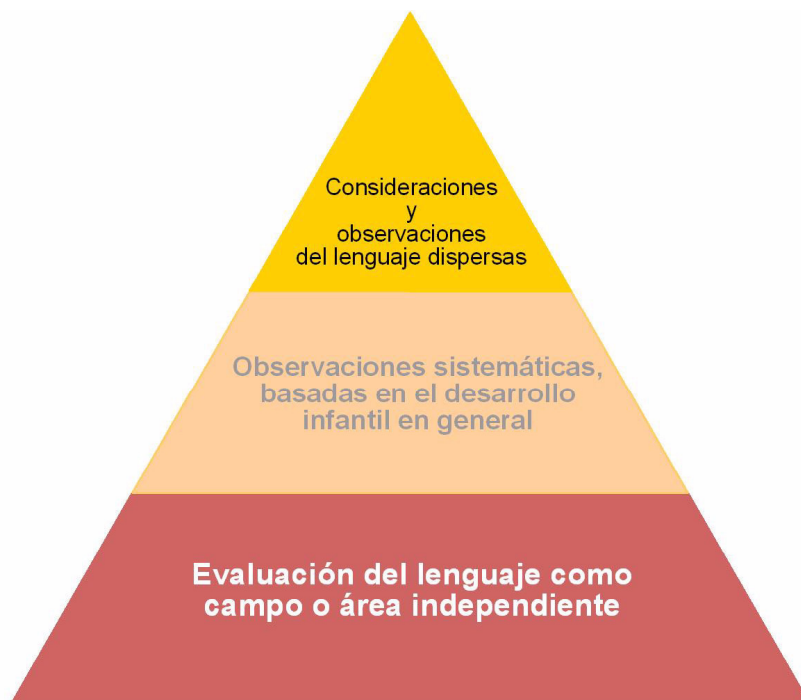 Consideraciones
y
observaciones
del lenguaje dispersas
Observaciones sistemáticas,
basadas en el desarrollo
infantil en general
Evaluación del lenguaje como
campo o área independiente